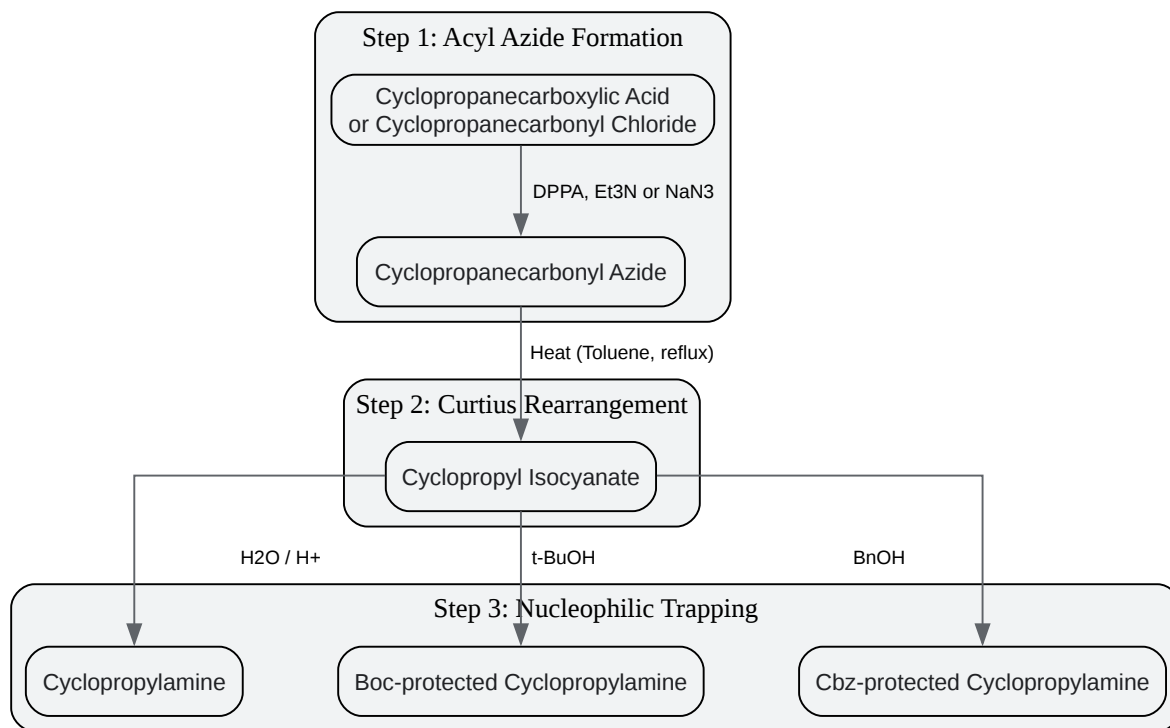 Step 1: Acyl Azide Formation
Cyclopropanecarboxylic Acid
or Cyclopropanecarbonyl Chloride
DPPA, Et3N or NaN3
Cyclopropanecarbonyl Azide
Heat (Toluene, reflux)
Step 2: Curtius Rearrangement
Cyclopropyl Isocyanate
H2O / H+
t-BuOH
BnOH
Step 3: Nucleophilic Trapping
Cyclopropylamine
Boc-protected Cyclopropylamine
Cbz-protected Cyclopropylamine